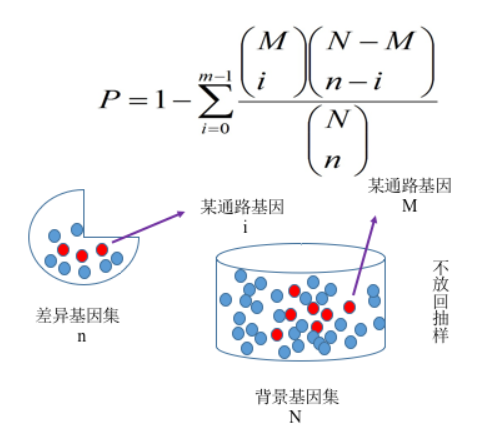 P = 1 − \sum_{i=0}^{m-1} \frac{\binom{M}{i}\binom{N-M}{n-i}}{\binom{N}{n}}
某通路基因
M
某通路基因
i
不放回抽样
差异基因集
n
背景基因集
N